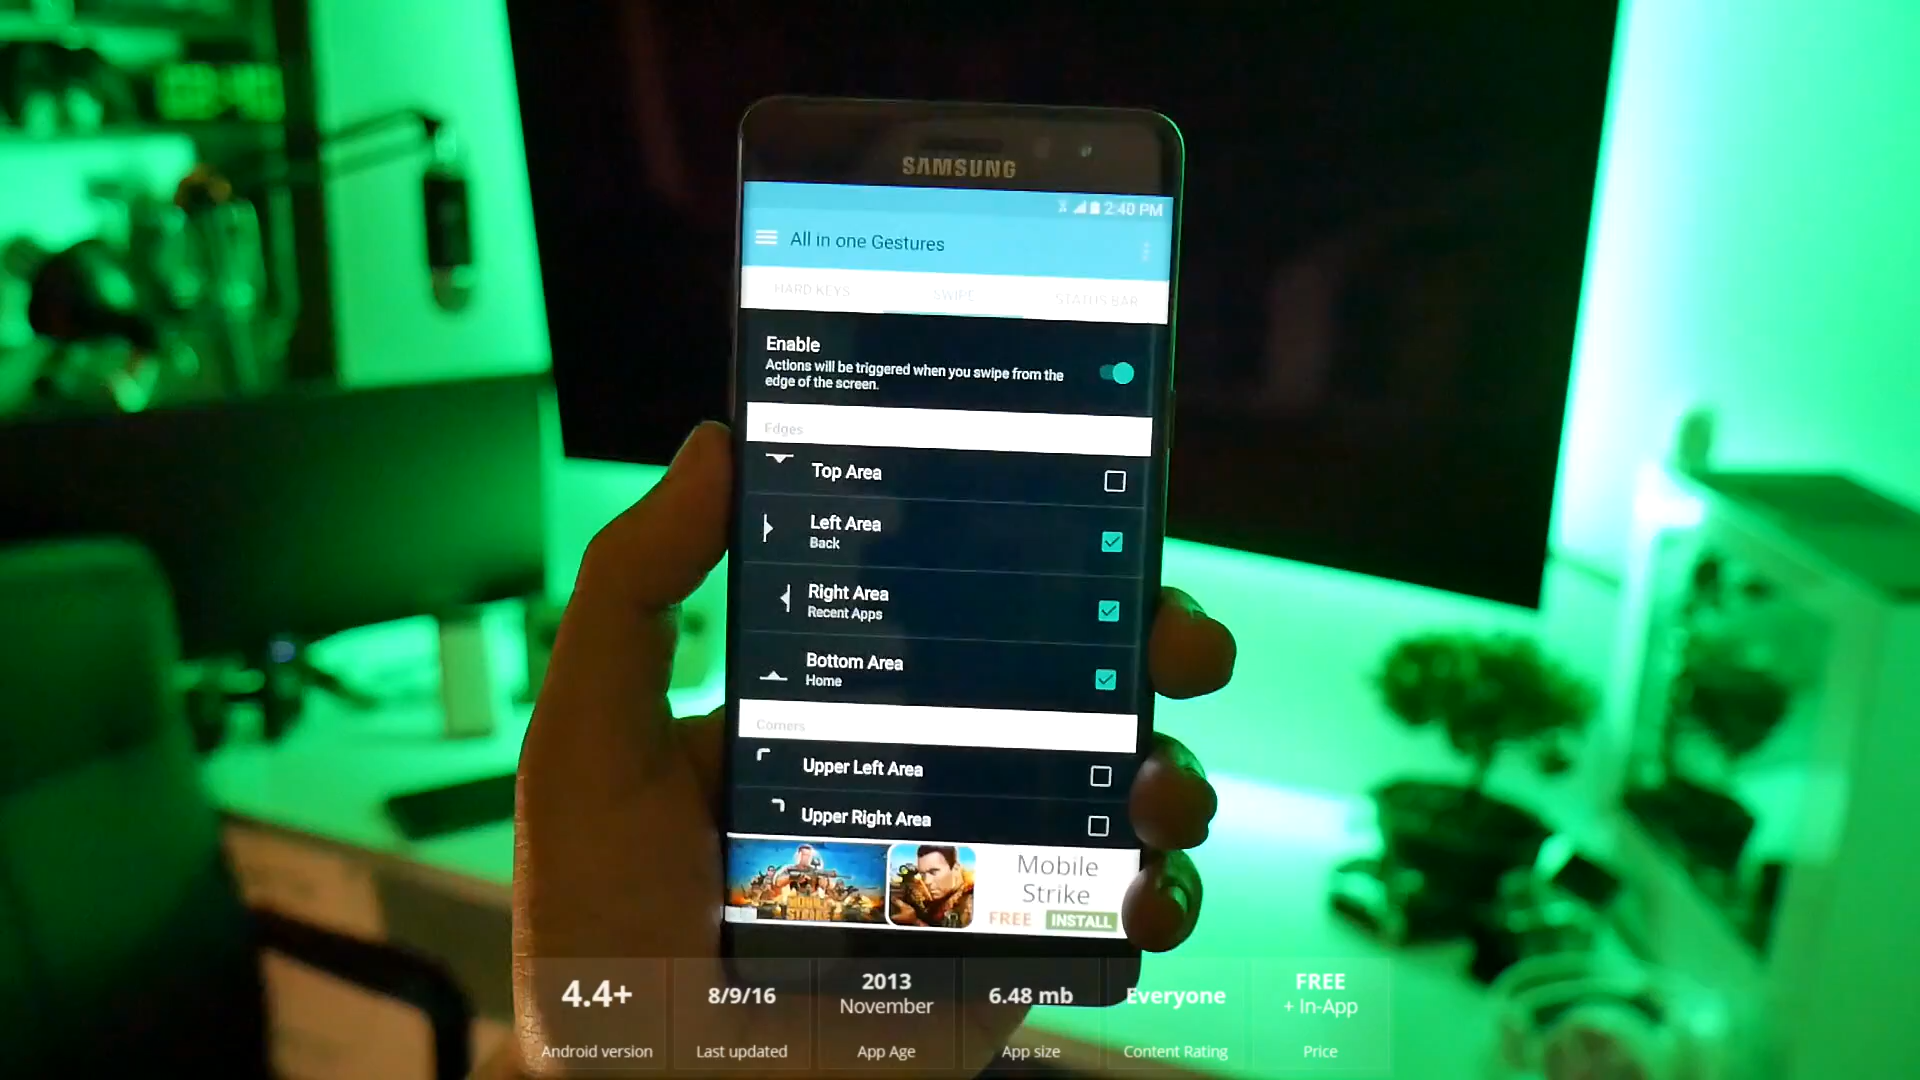 SAMSUNG
2:40 PM
All in one Gestures
HARD KEYS
SWIPE
STATUS BAR
Enable
Actions will be triggered when you swipe from the
edge of the screen.
Edges
Top Area
Left Area
Back
Right Area
Recent Apps
Bottom Area
Home
Corners
Upper Left Area
Upper Right Area
MOBILE
STRIKE
Mobile
Strike
FREE
INSTALL
4.4+
Android version
8/9/16
Last updated
2013
November
App Age
6.48 mb
App size
Everyone
Content Rating
FREE
+ In-App
Price